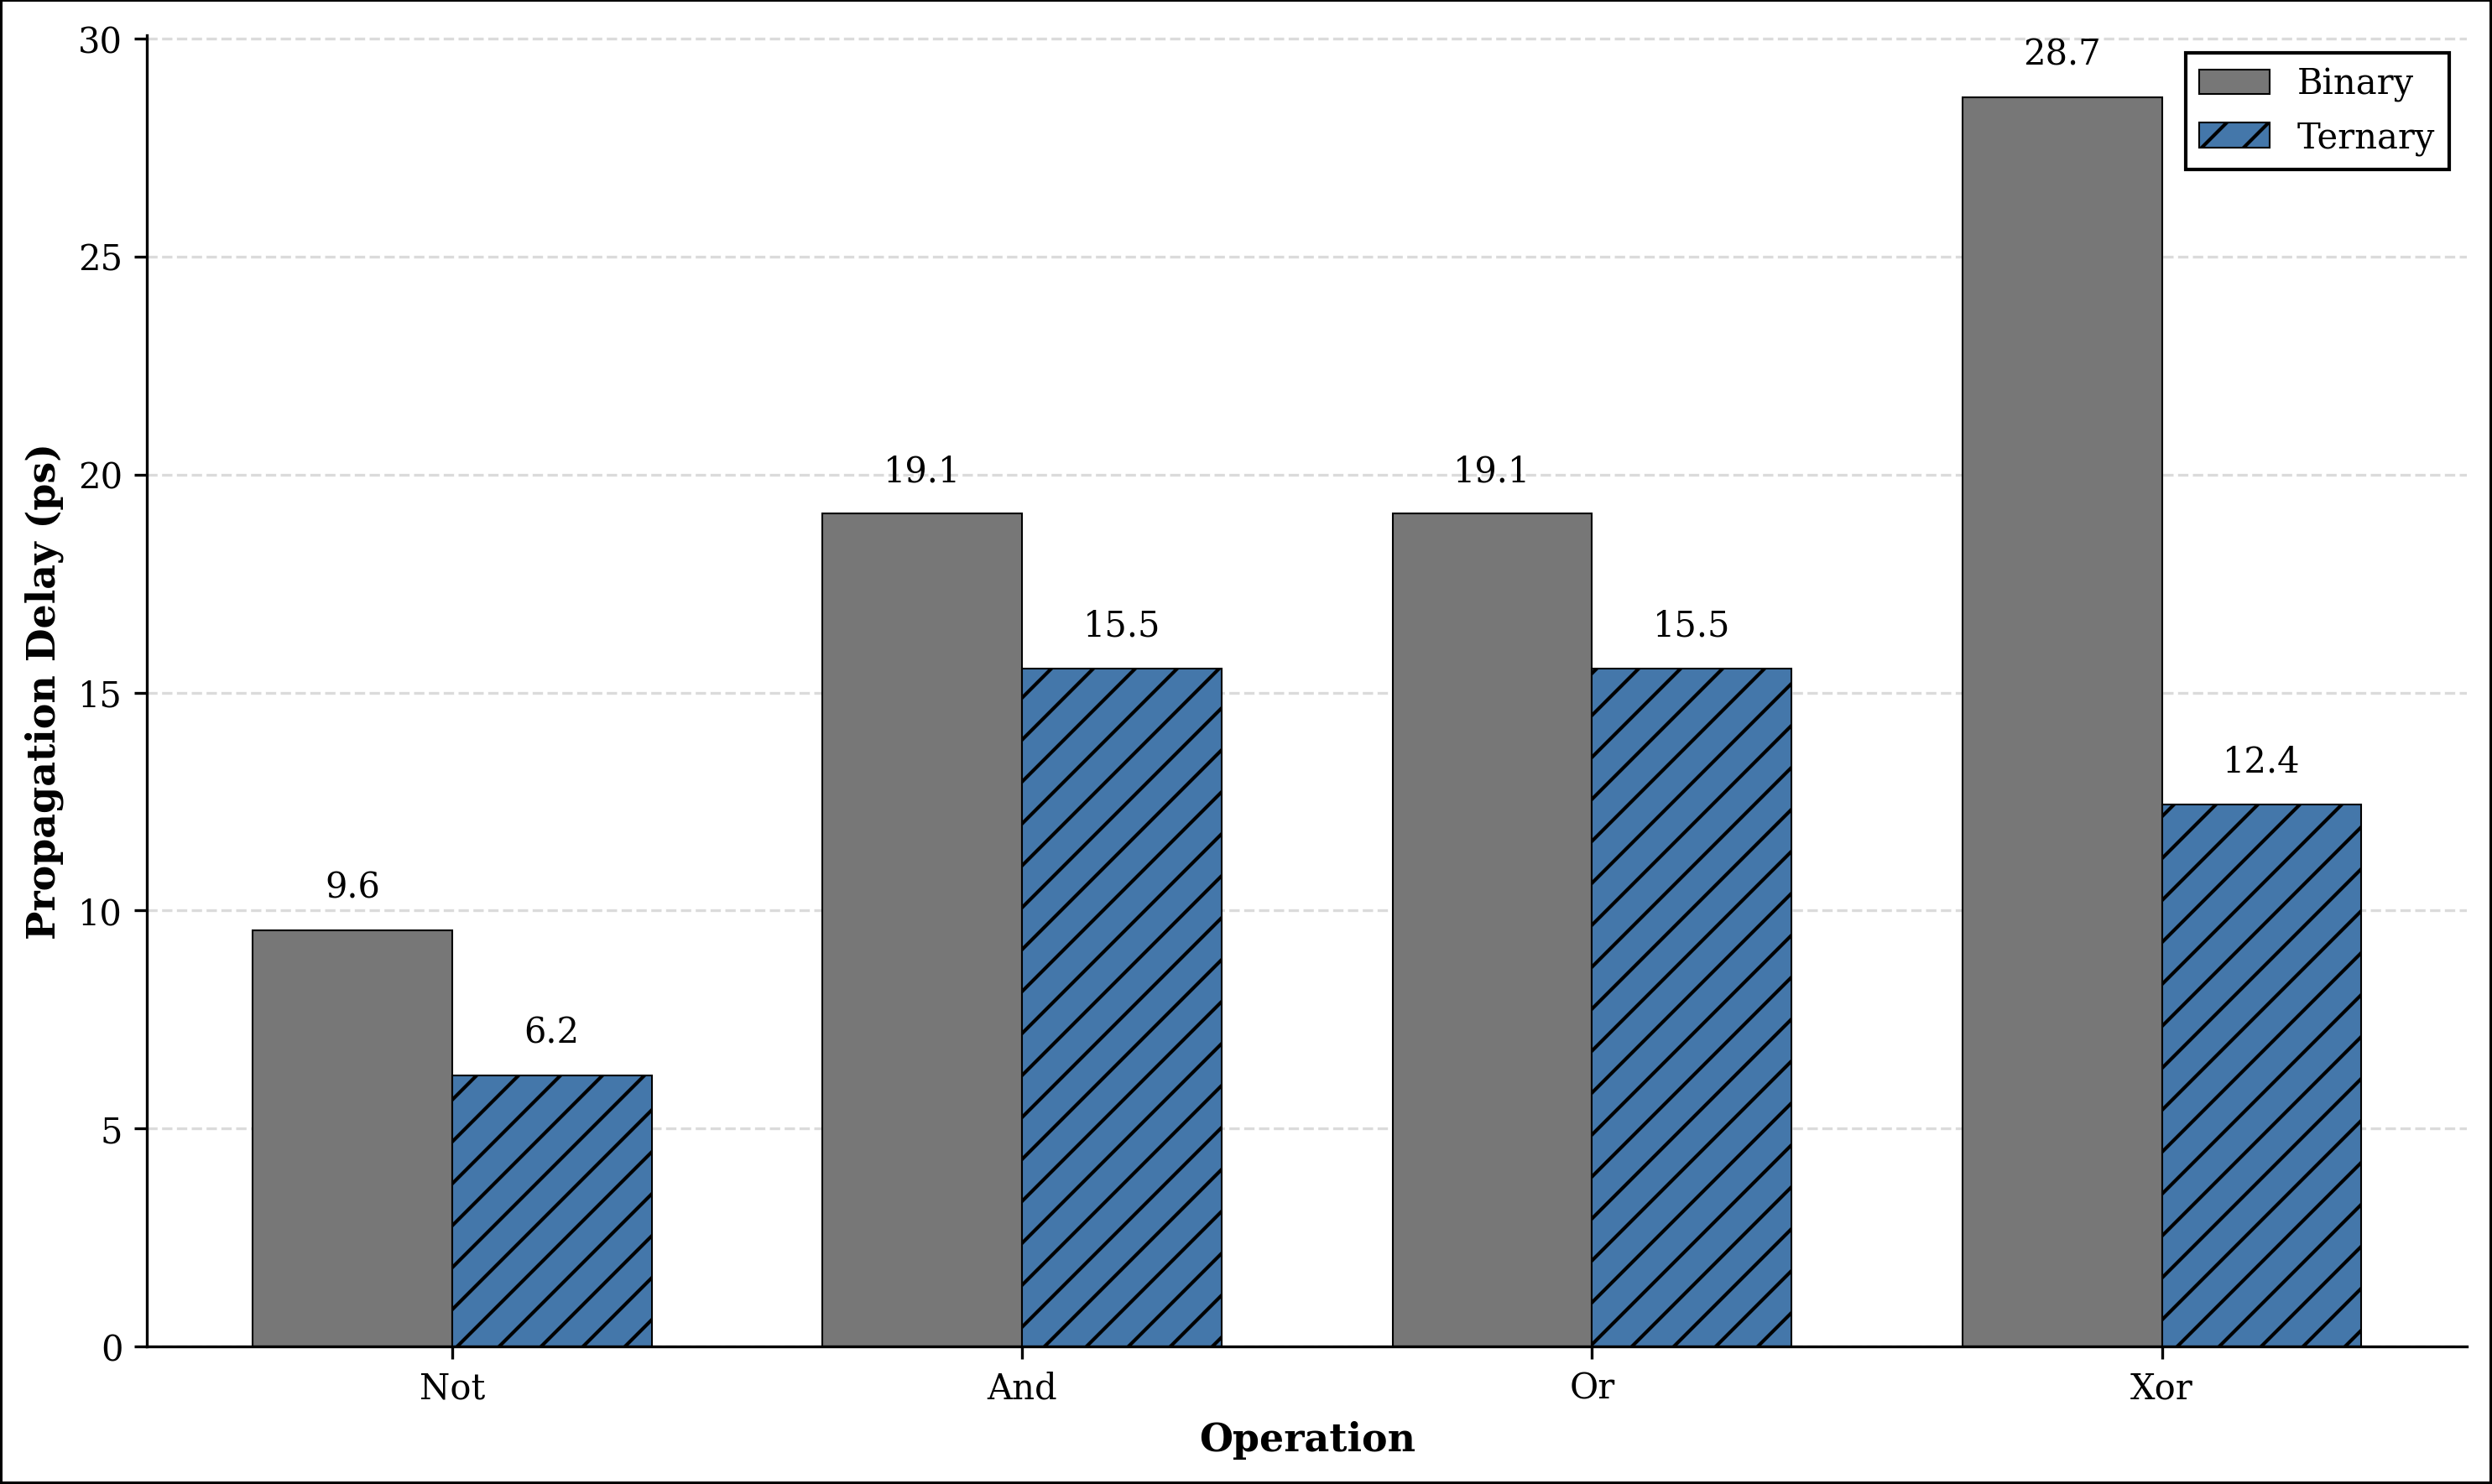 30
28.7
Binary
Ternary
25
20
19.1
19.1
15.5
15.5
15
12.4
10
9.6
6.2
5
0
Propagation Delay (ps)
Not
And
Or
Xor
Operation